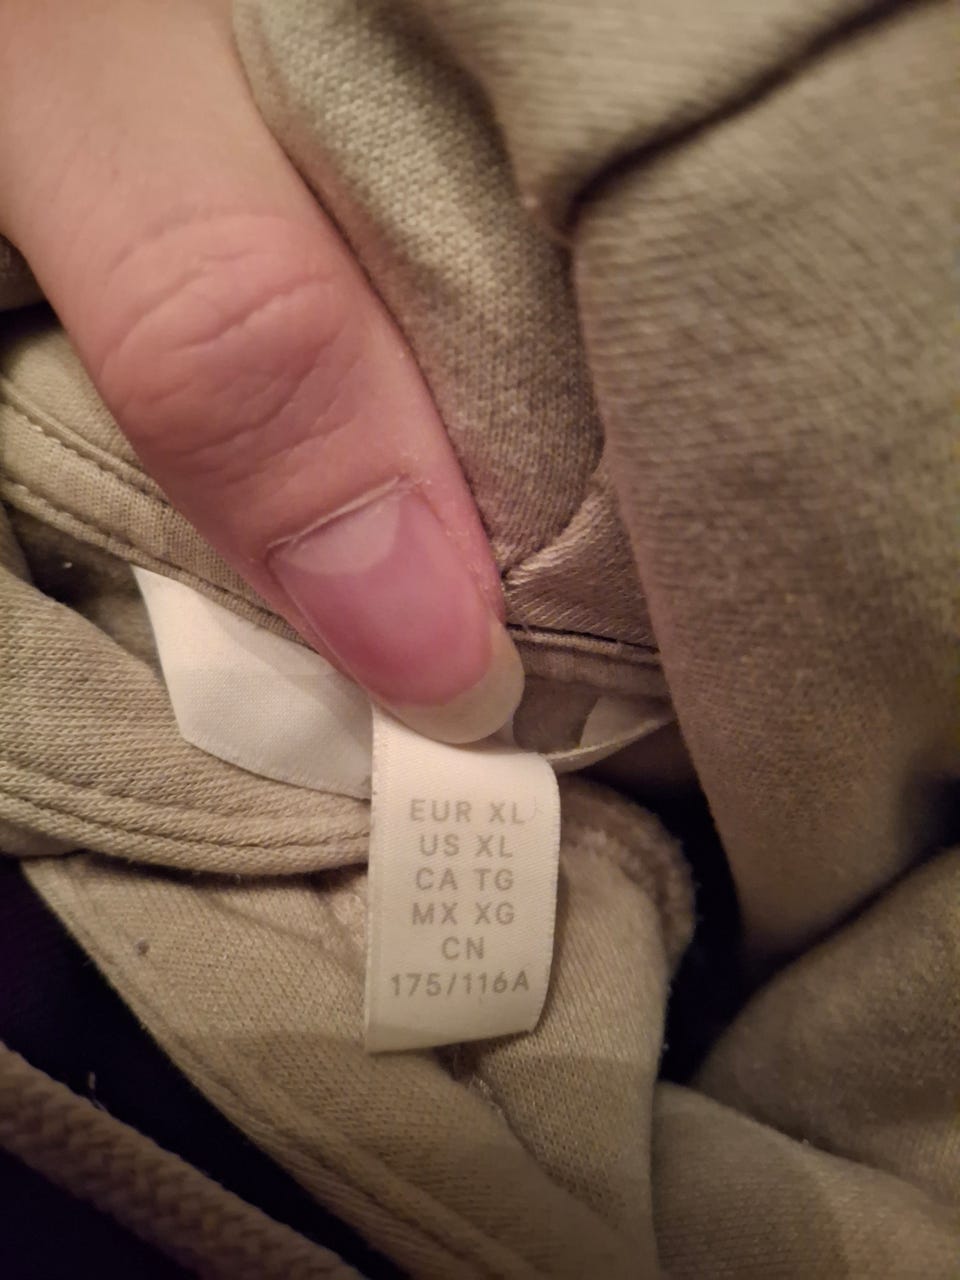 EUR XL
US XL
CA TG
MX XG
CN
175/116A